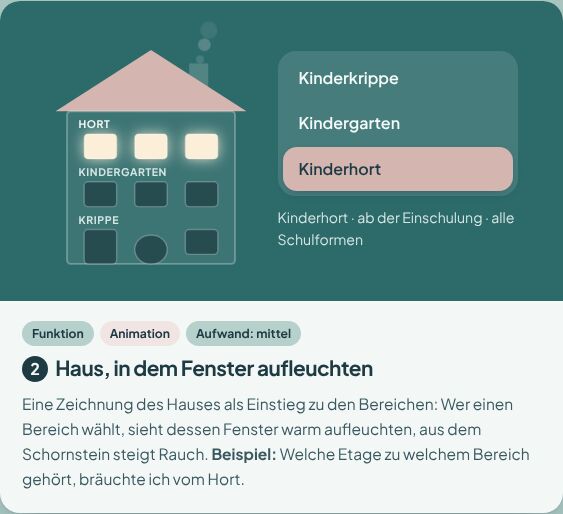 HORT
KINDERGARTEN
KRIPPE
Kinderkrippe
Kindergarten
Kinderhort
Kinderhort · ab der Einschulung · alle
Schulformen
Funktion
Animation
Aufwand: mittel
2 Haus, in dem Fenster aufleuchten
Eine Zeichnung des Hauses als Einstieg zu den Bereichen: Wer einen
Bereich wählt, sieht dessen Fenster warm aufleuchten, aus dem
Schornstein steigt Rauch. Beispiel: Welche Etage zu welchem Bereich
gehört, bräuchte ich vom Hort.